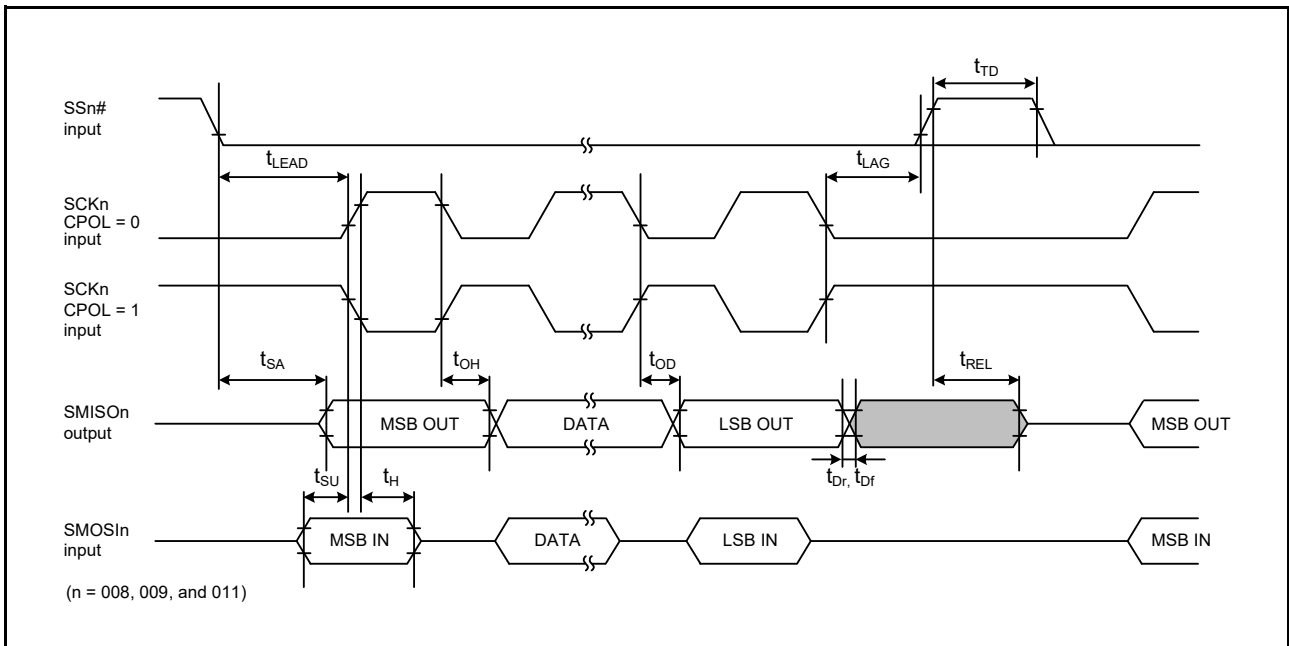 tTD
SSn#
input
tLEAD
tLAG
SCKn
CPOL = 0
input
SCKn
CPOL = 1
input
tSA
tOH
tOD
tREL
SMISOn
output
MSB OUT
DATA
LSB OUT
MSB OUT
tSU
tH
tDr, tDf
SMOSIn
input
MSB IN
DATA
LSB IN
MSB IN
(n = 008, 009, and 011)